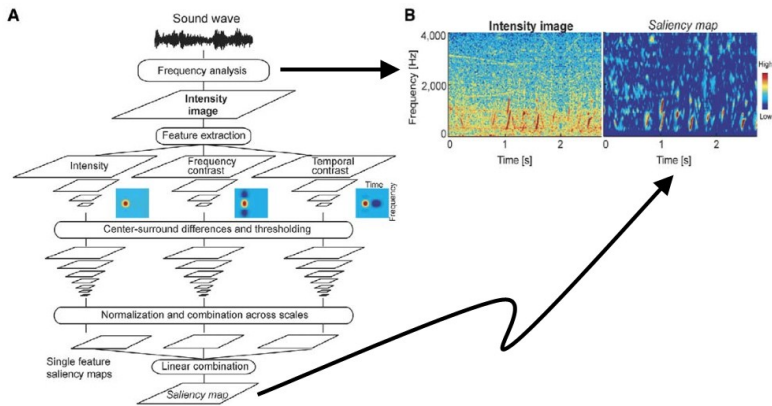 A
Sound wave
Frequency analysis
Intensity
image
Feature extraction
Intensity
Frequency
contrast
Temporal
contrast
Time
Frequency
Center-surround differences and thresholding
Normalization and combination across scales
Single feature
saliency maps
Linear combination
Saliency map
B
Intensity image
Saliency map
4,000
2,000
0
Frequency [Hz]
0 1 2
Time [s]
0 1 2
Time [s]
High
Low